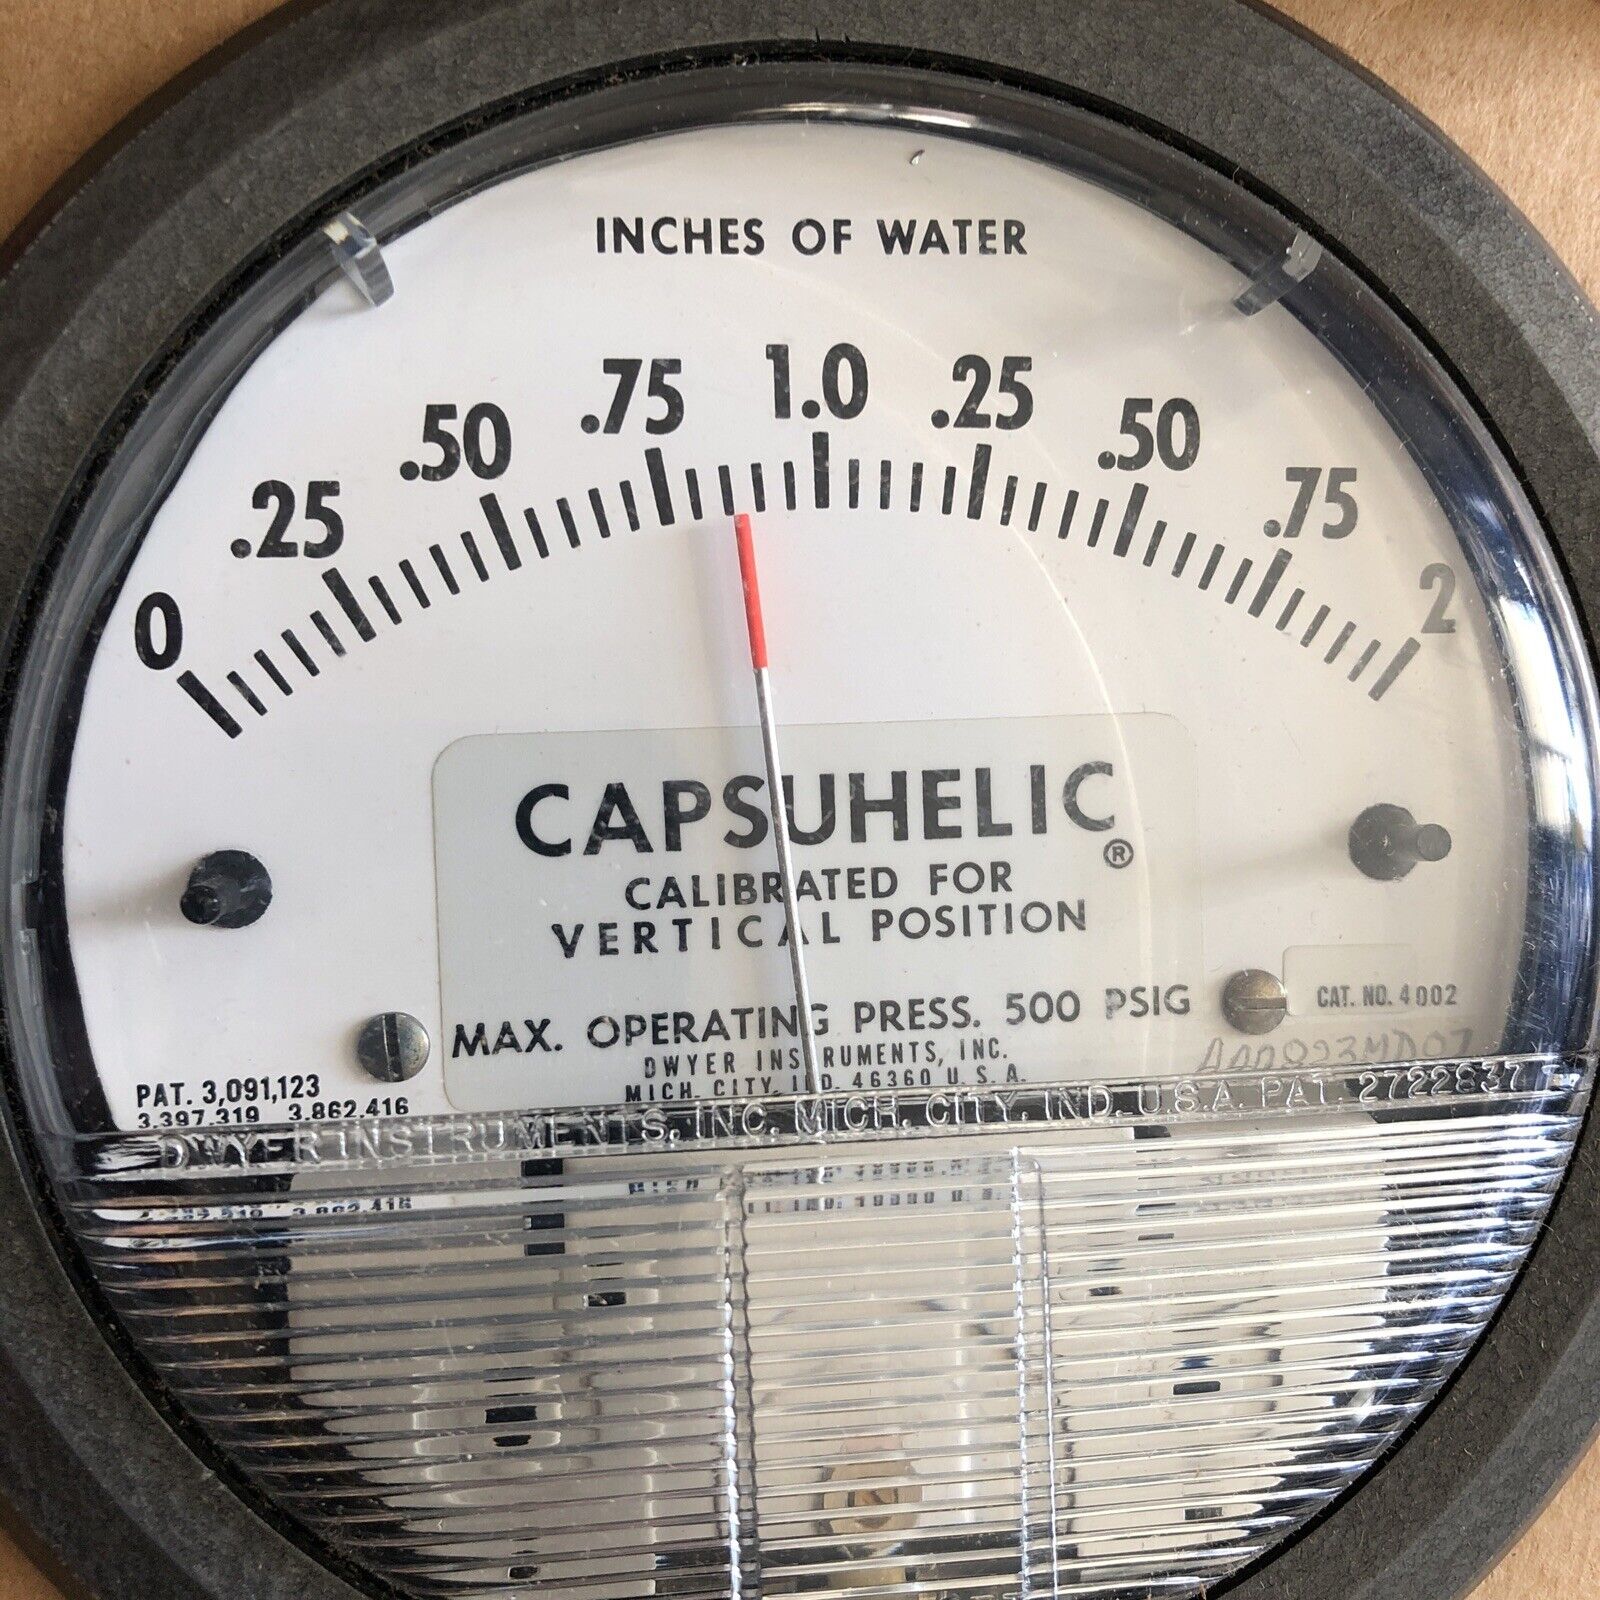 INCHES OF WATER
0 .25 .50 .75 1.0 .25 .50 .75 2
CAPSUHELIC®
CALIBRATED FOR
VERTICAL POSITION
MAX. OPERATING PRESS. 500 PSIG
DWYER INSTRUMENTS, INC.
MICH. CITY, IND. 46360 U.S.A.
CAT. NO. 4002
PAT. 3,091,123
3,397,319 3,862,416
DWYER INSTRUMENTS, INC. MICH. CITY, IND. U.S.A. PAT. 2722837